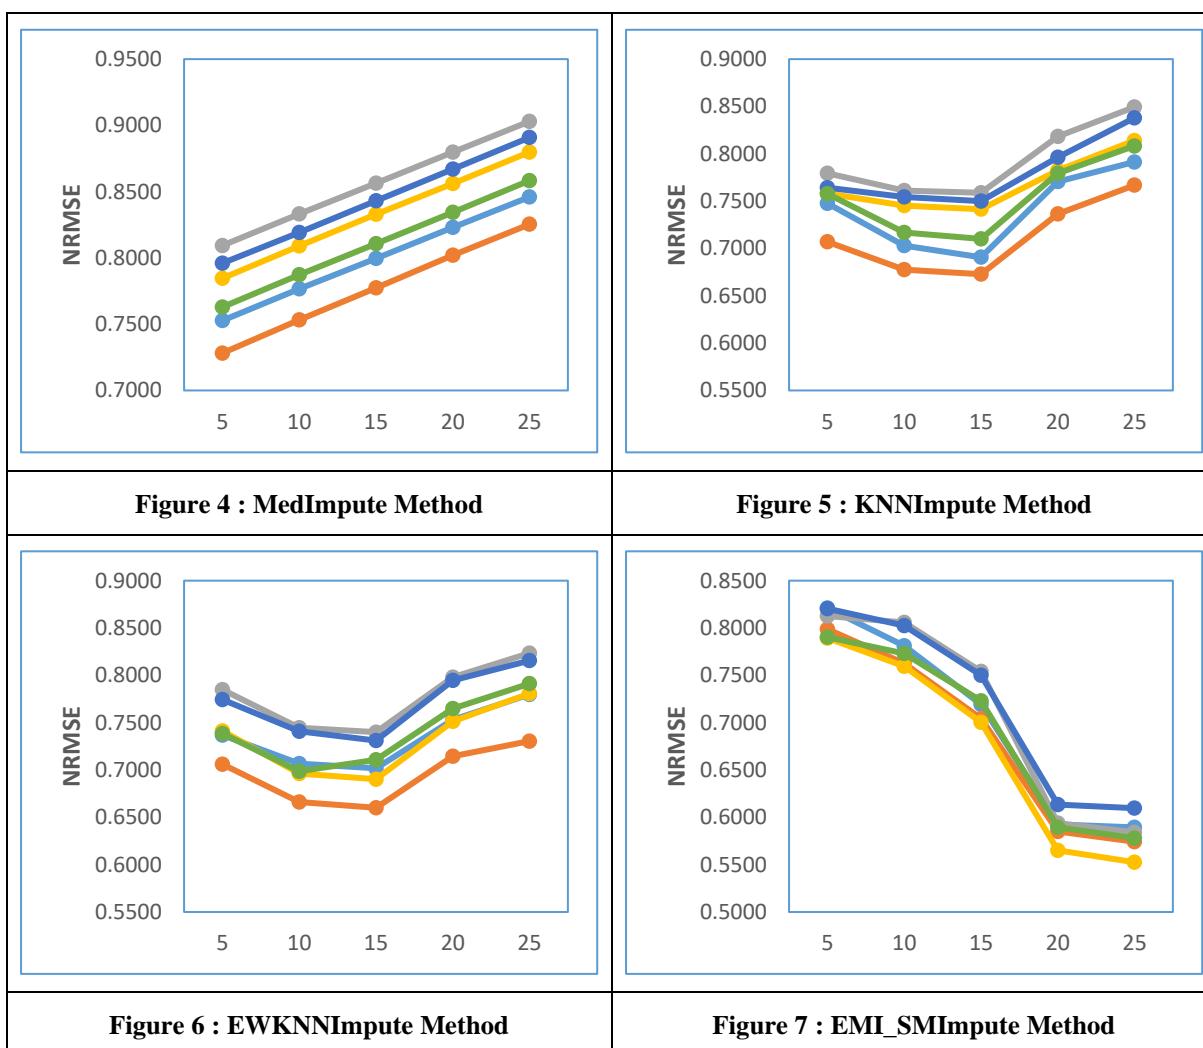 0.9500
0.9000
0.8500
0.8000
0.7500
0.7000
NRMSE
5 10 15 20 25
Figure 4 : MedImpute Method
0.9000
0.8500
0.8000
0.7500
0.7000
0.6500
0.6000
0.5500
NRMSE
5 10 15 20 25
Figure 5 : KNNImpute Method
0.9000
0.8500
0.8000
0.7500
0.7000
0.6500
0.6000
0.5500
NRMSE
5 10 15 20 25
Figure 6 : EWKNNImpute Method
0.8500
0.8000
0.7500
0.7000
0.6500
0.6000
0.5500
0.5000
NRMSE
5 10 15 20 25
Figure 7 : EMI_SMImpute Method